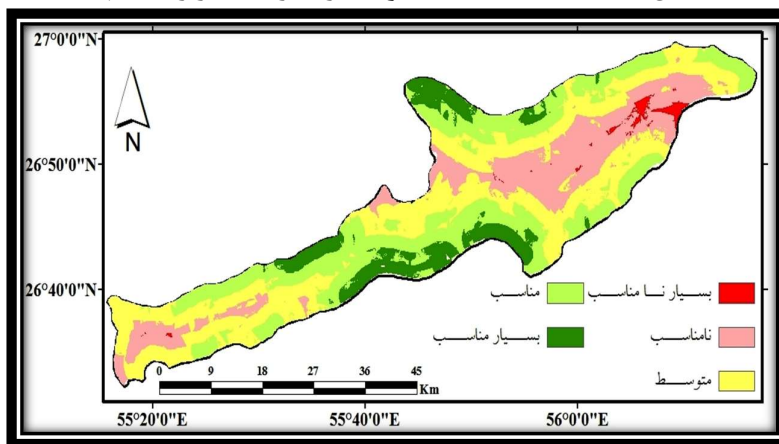 27°0'0"N
N
26°50'0"N
26°40'0"N
بسیار نا مناسب
مناسب
نامناسب
بسیار مناسب
متوسط
0 9 18 27 36 45
Km
55°20'0"E 55°40'0"E 56°0'0"E